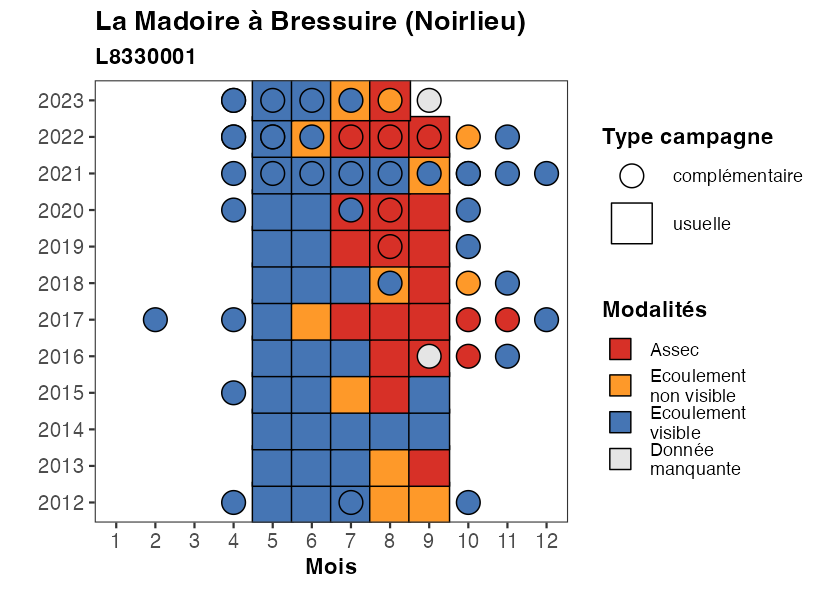 La Madoire à Bressuire (Noirlieu)
L8330001
2023
2022
2021
2020
2019
2018
2017
2016
2015
2014
2013
2012
1 2 3 4 5 6 7 8 9 10 11 12
Mois
Type campagne
complémentaire
usuelle
Modalités
Assec
Ecoulement
non visible
Ecoulement
visible
Donnée
manquante